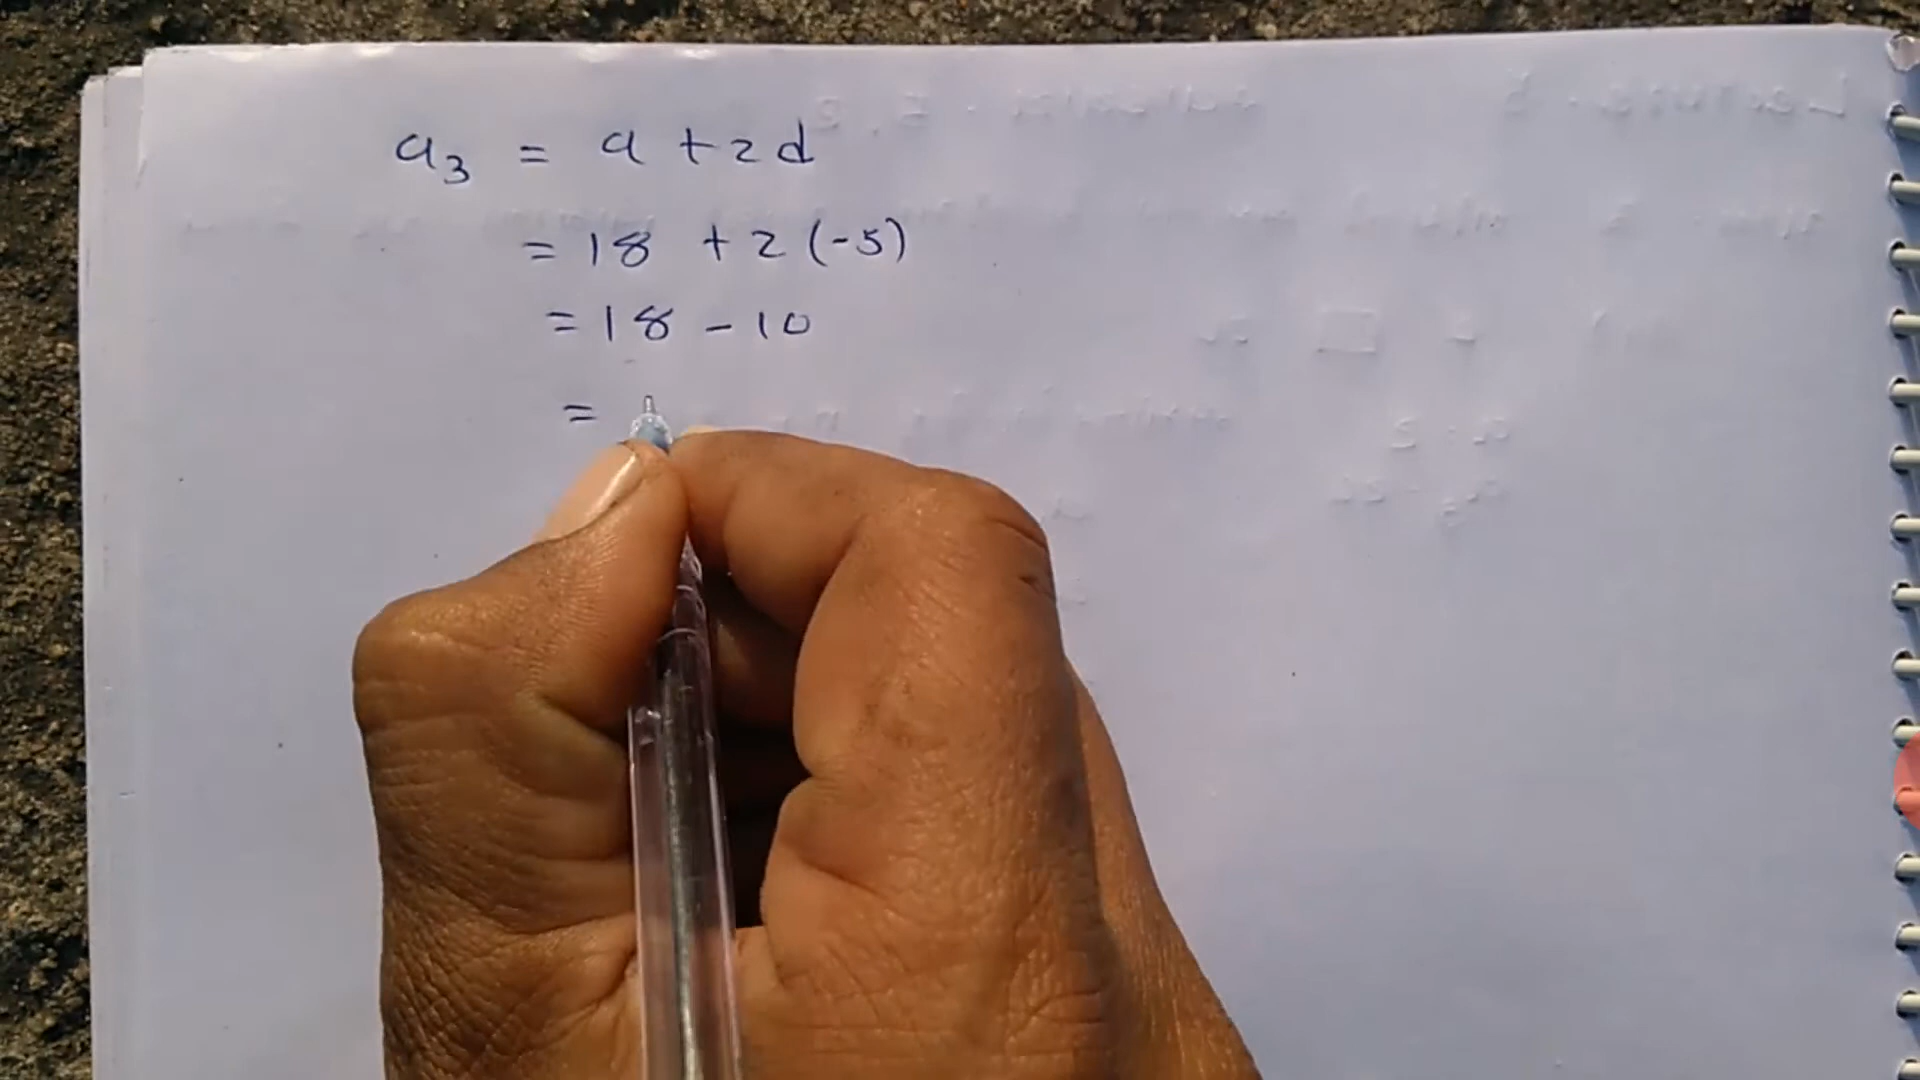 a3 = a + 2d
= 18 + 2(-5)
= 18 - 10
=